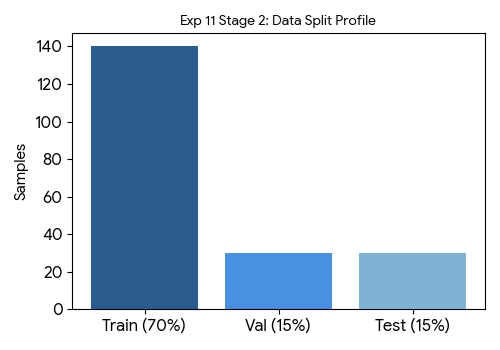 Exp 11 Stage 2: Data Split Profile
Samples
140
120
100
80
60
40
20
0
Train (70%)
Val (15%)
Test (15%)